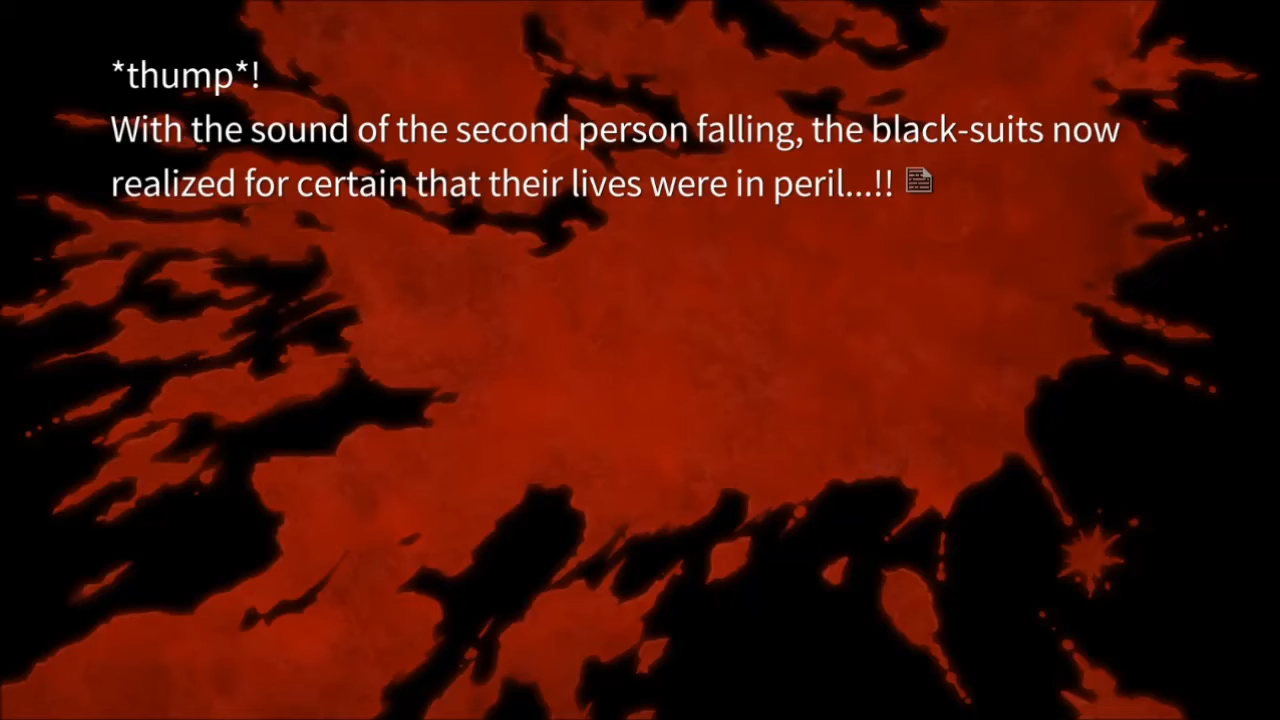 *thump*!
With the sound of the second person falling, the black-suits now
realized for certain that their lives were in peril...!!